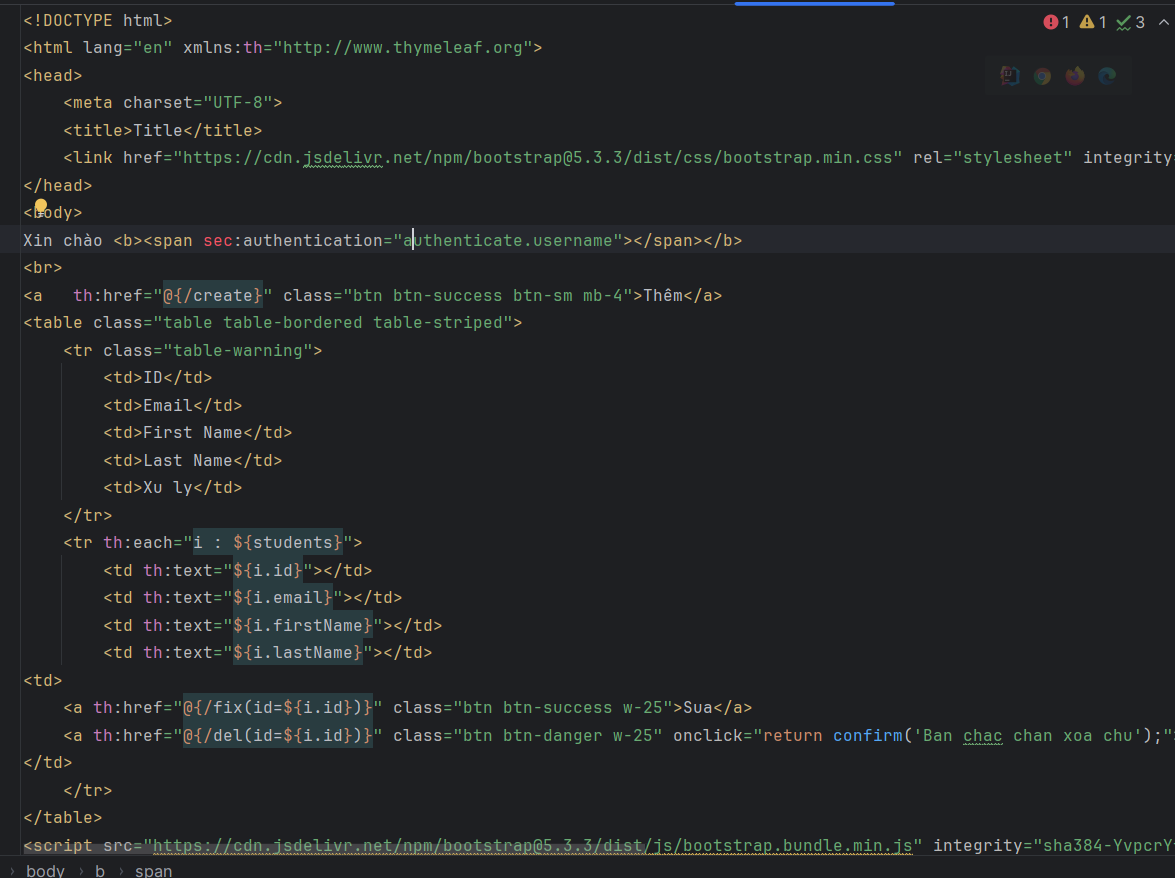 <!DOCTYPE html>
1 1 3
<html lang="en" xmlns:th="http://www.thymeleaf.org">
<head>
    <meta charset="UTF-8">
    <title>Title</title>
    <link href="https://cdn.jsdelivr.net/npm/bootstrap@5.3.3/dist/css/bootstrap.min.css" rel="stylesheet" integrity=
</head>
<body>
Xin chào <b><span sec:authentication="authenticate.username"></span></b>
<br>
<a   th:href="@{/create}" class="btn btn-success btn-sm mb-4">Thêm</a>
<table class="table table-bordered table-striped">
    <tr class="table-warning">
        <td>ID</td>
        <td>Email</td>
        <td>First Name</td>
        <td>Last Name</td>
        <td>Xu ly</td>
    </tr>
    <tr th:each="i : ${students}">
        <td th:text="${i.id}"></td>
        <td th:text="${i.email}"></td>
        <td th:text="${i.firstName}"></td>
        <td th:text="${i.lastName}"></td>
<td>
    <a th:href="@{/fix(id=${i.id})}" class="btn btn-success w-25">Sua</a>
    <a th:href="@{/del(id=${i.id})}" class="btn btn-danger w-25" onclick="return confirm('Ban chac chan xoa chu');"
</td>
    </tr>
</table>
<script src="https://cdn.jsdelivr.net/npm/bootstrap@5.3.3/dist/js/bootstrap.bundle.min.js" integrity="sha384-YvpcrY
› body › b › span